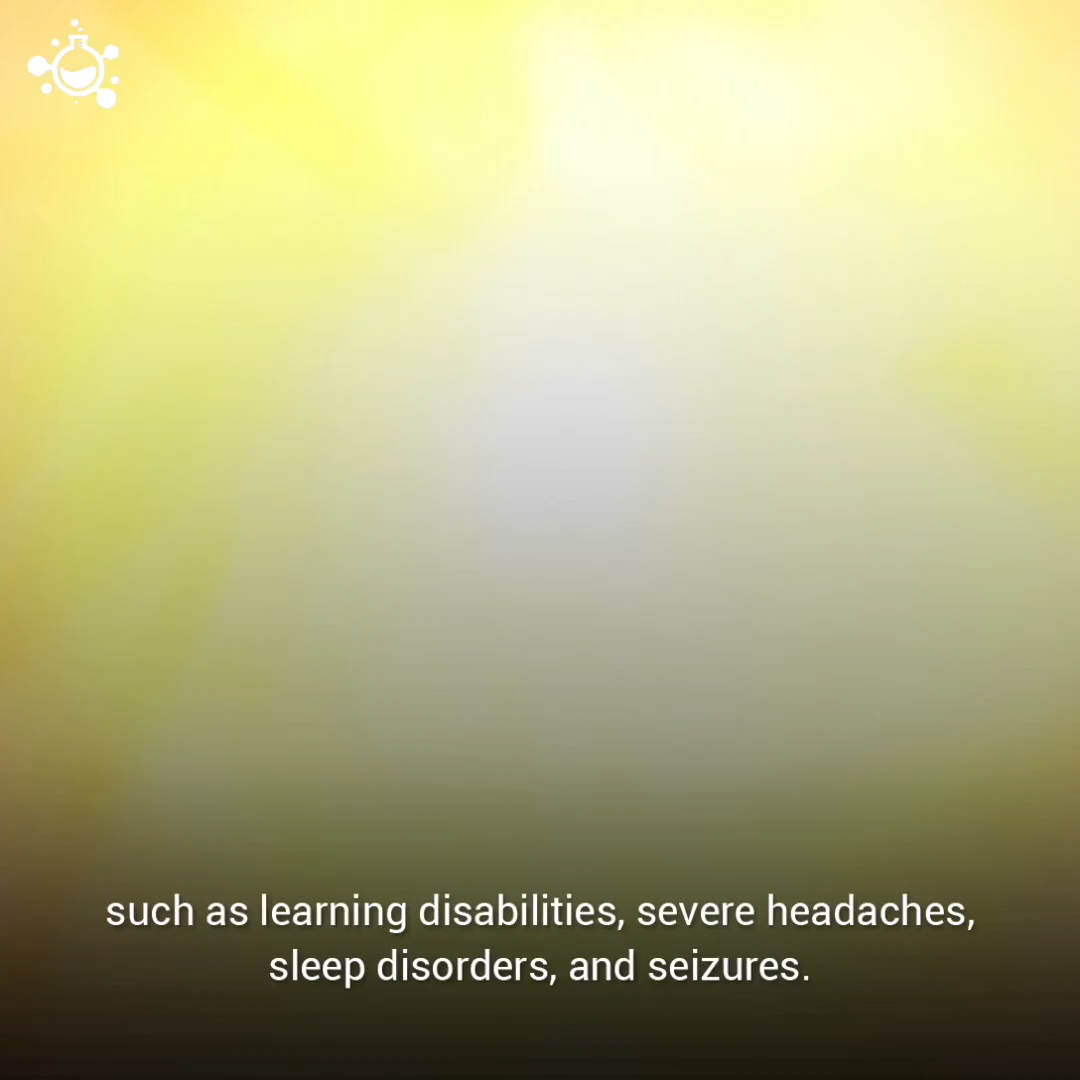 such as learning disabilities, severe headaches,
sleep disorders, and seizures.